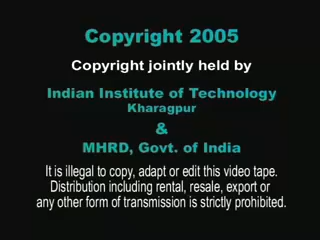 Copyright 2005
Copyright jointly held by
Indian Institute of Technology
Kharagpur
&
MHRD, Govt. of India
It is illegal to copy, adapt or edit this video tape.
Distribution including rental, resale, export or
any other form of transmission is strictly prohibited.